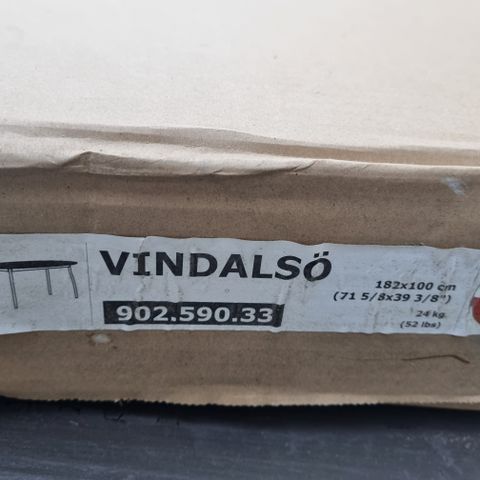 VINDALSÖ
902.590.33
182x100 cm
(71 5/8x39 3/8")
24 kg
(52 lbs)